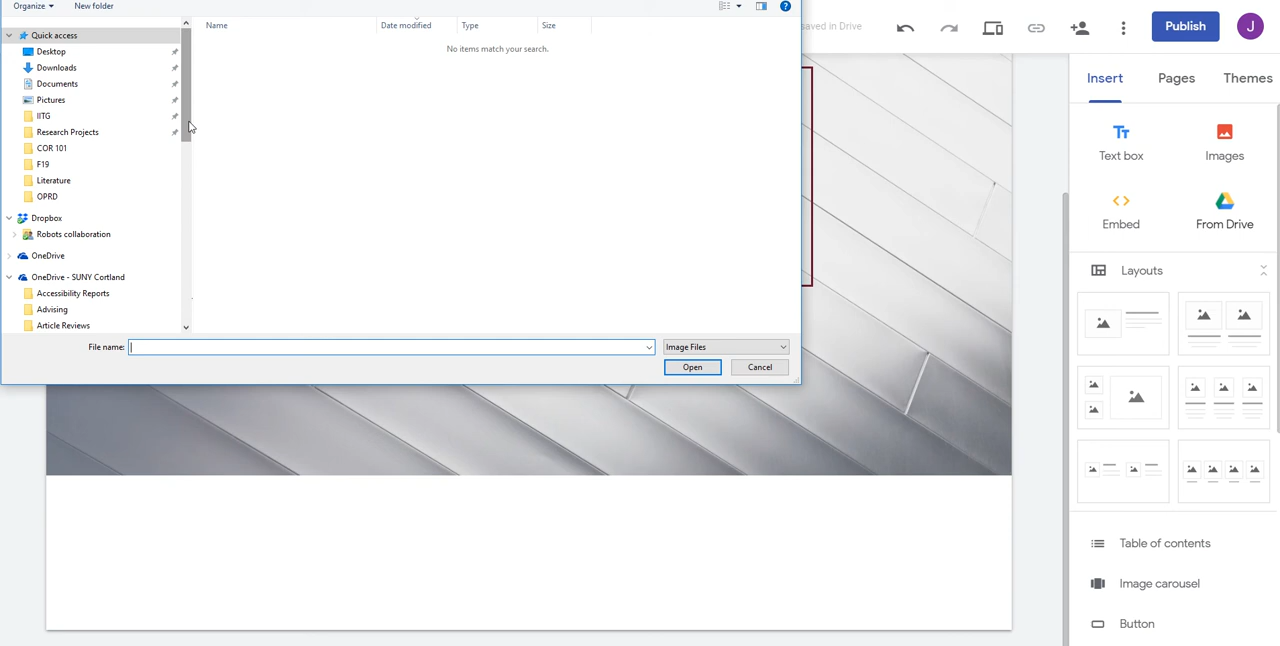 Organize
New folder
?
Name
Date modified
Type
Size
No items match your search.
Quick access
Desktop
Downloads
Documents
Pictures
IITG
Research Projects
COR 101
F19
Literature
OPRD
Dropbox
Robots collaboration
OneDrive
OneDrive - SUNY Cortland
Accessibility Reports
Advising
Article Reviews
File name:
Image Files
Open
Cancel
saved in Drive
Publish
J
Insert
Pages
Themes
Tт
Text box
Images
<>
Embed
From Drive
Layouts
Table of contents
Image carousel
Button